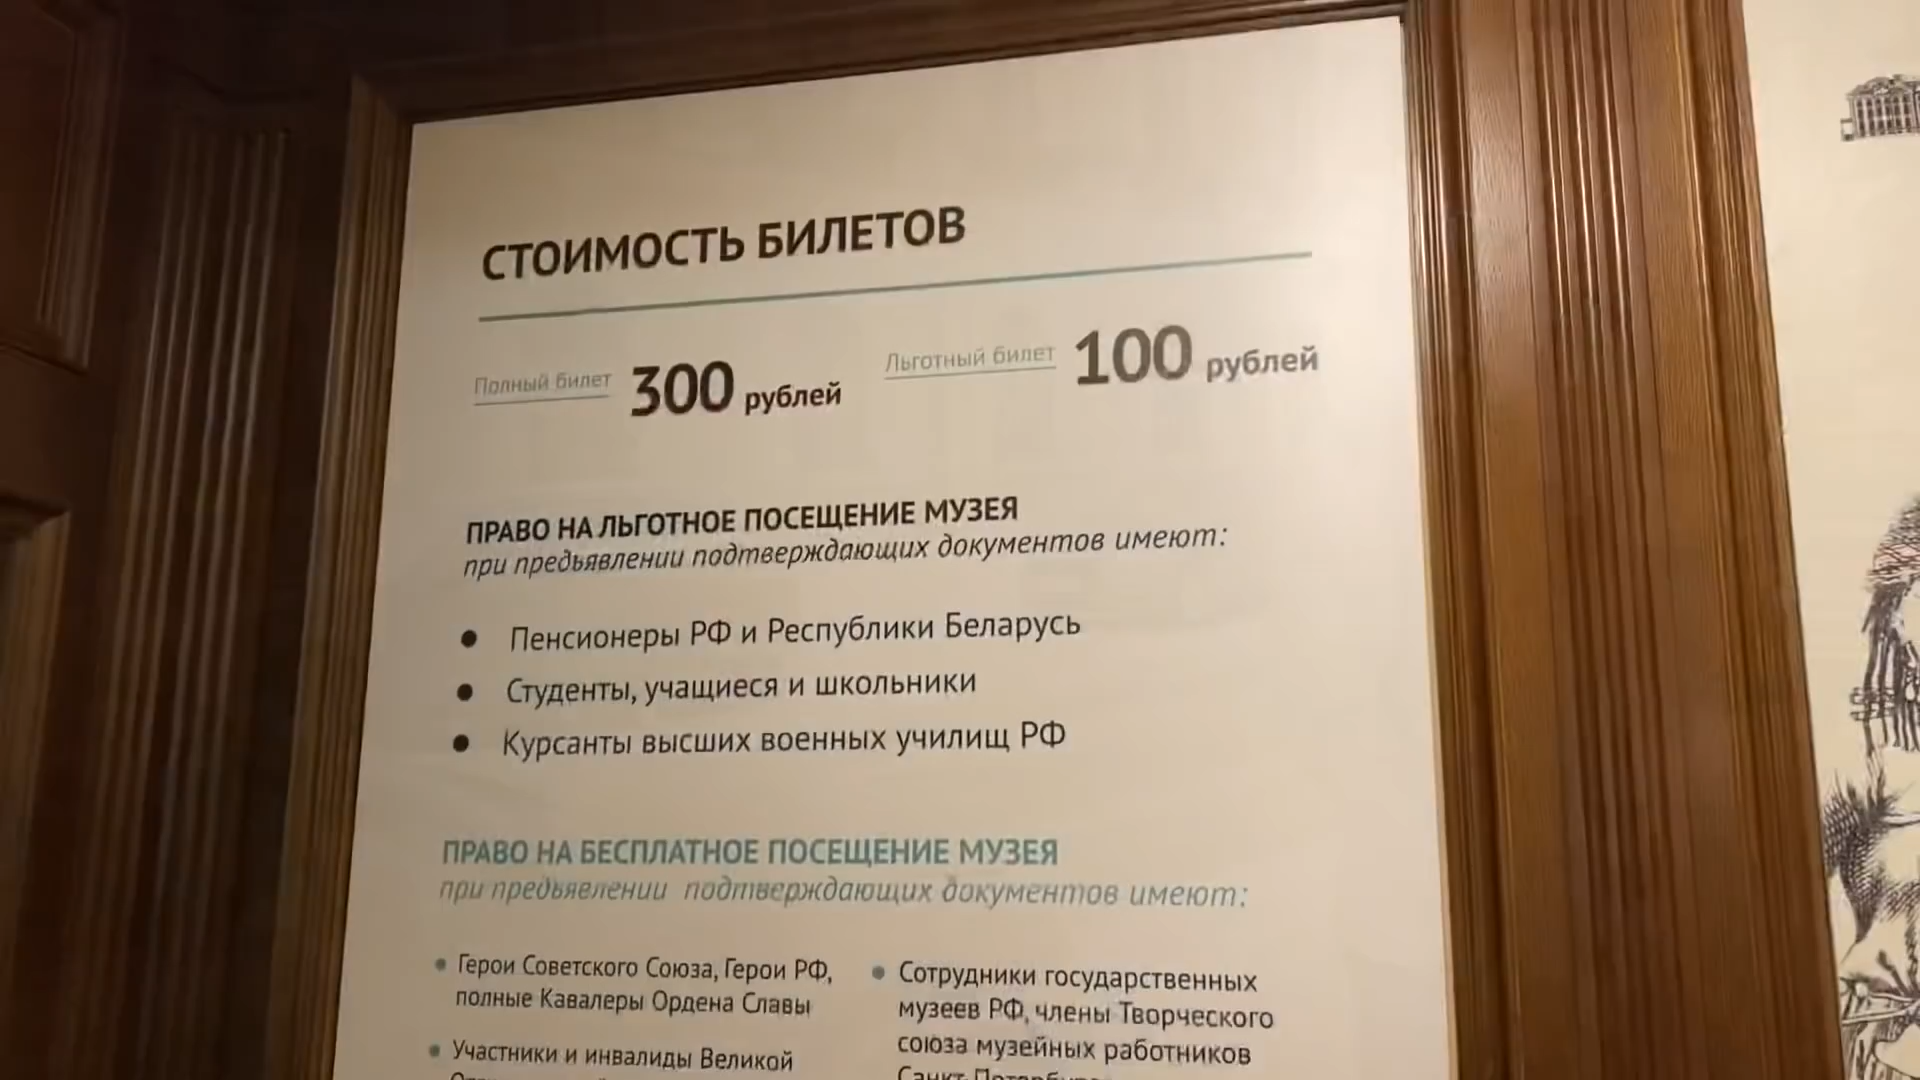 СТОИМОСТЬ БИЛЕТОВ
Полный билет 300 рублей
Льготный билет 100 рублей
ПРАВО НА ЛЬГОТНОЕ ПОСЕЩЕНИЕ МУЗЕЯ
при предьявлении подтверждающих документов имеют:
● Пенсионеры РФ и Республики Беларусь
● Студенты, учащиеся и школьники
● Курсанты высших военных училищ РФ
ПРАВО НА БЕСПЛАТНОЕ ПОСЕЩЕНИЕ МУЗЕЯ
при предьявлении подтверждающих документов имеют:
● Герои Советского Союза, Герои РФ,
полные Кавалеры Ордена Славы
● Участники и инвалиды Великой
● Сотрудники государственных
музеев РФ, члены Творческого
союза музейных работников